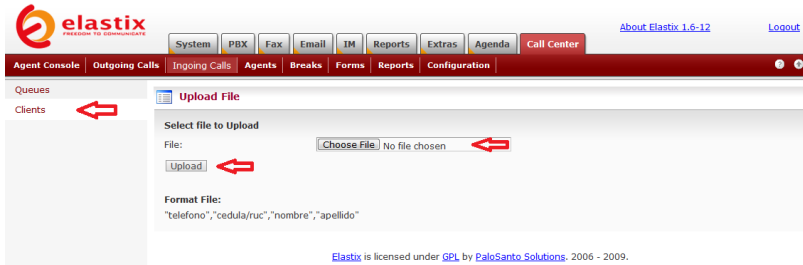 elastix
FREEDOM TO COMMUNICATE
About Elastix 1.6-12 Logout
System PBX Fax Email IM Reports Extras Agenda Call Center
Agent Console Outgoing Calls Ingoing Calls Agents Breaks Forms Reports Configuration
Queues
Clients
Upload File
Select file to Upload
File: Choose File No file chosen
Upload
Format File:
"telefono","cedula/ruc","nombre","apellido"
Elastix is licensed under GPL by PaloSanto Solutions. 2006 - 2009.